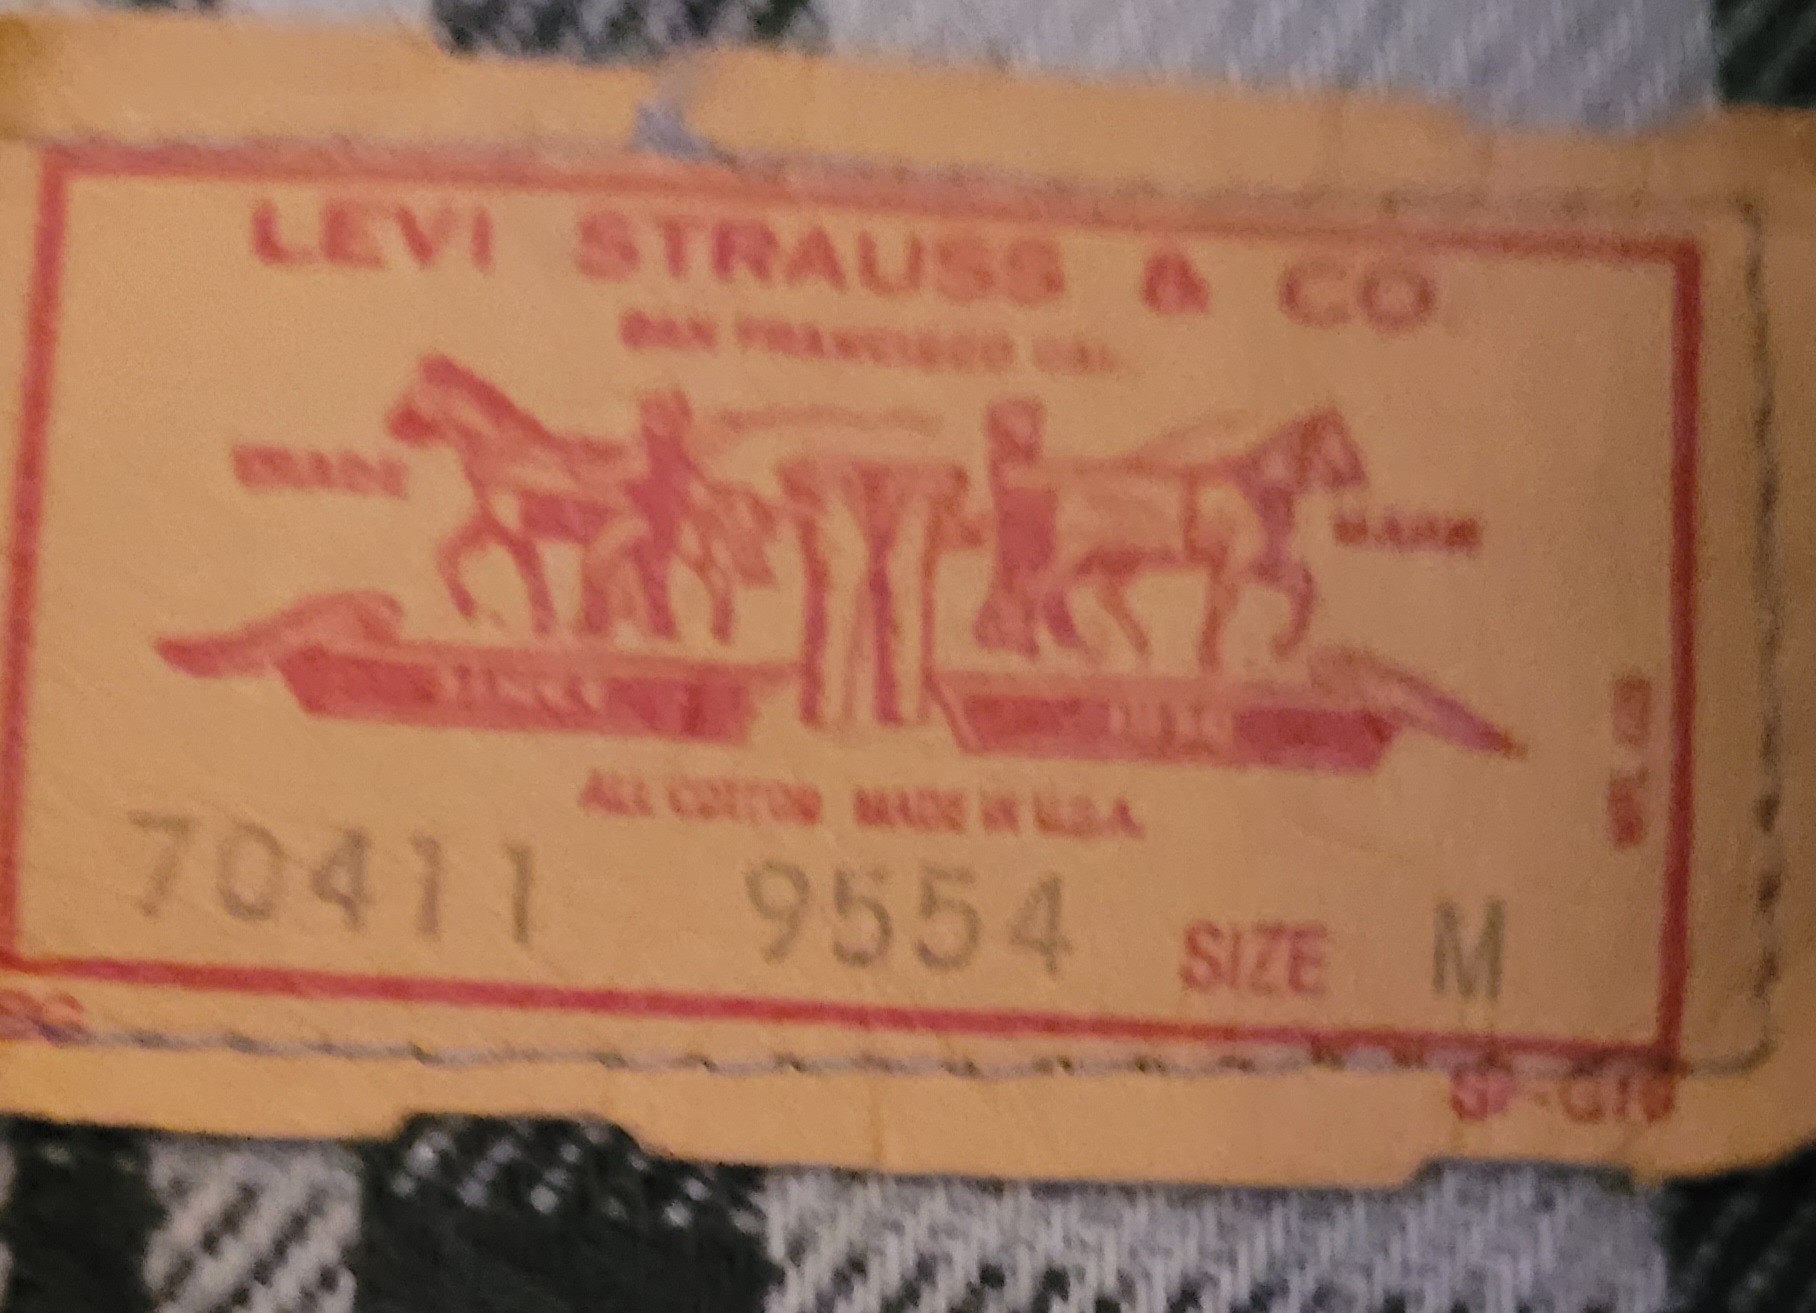 LEVI STRAUSS & CO
SAN FRANCISCO CAL.
TRADE MARK
ALL COTTON MADE IN U.S.A.
70411 9554 SIZE M